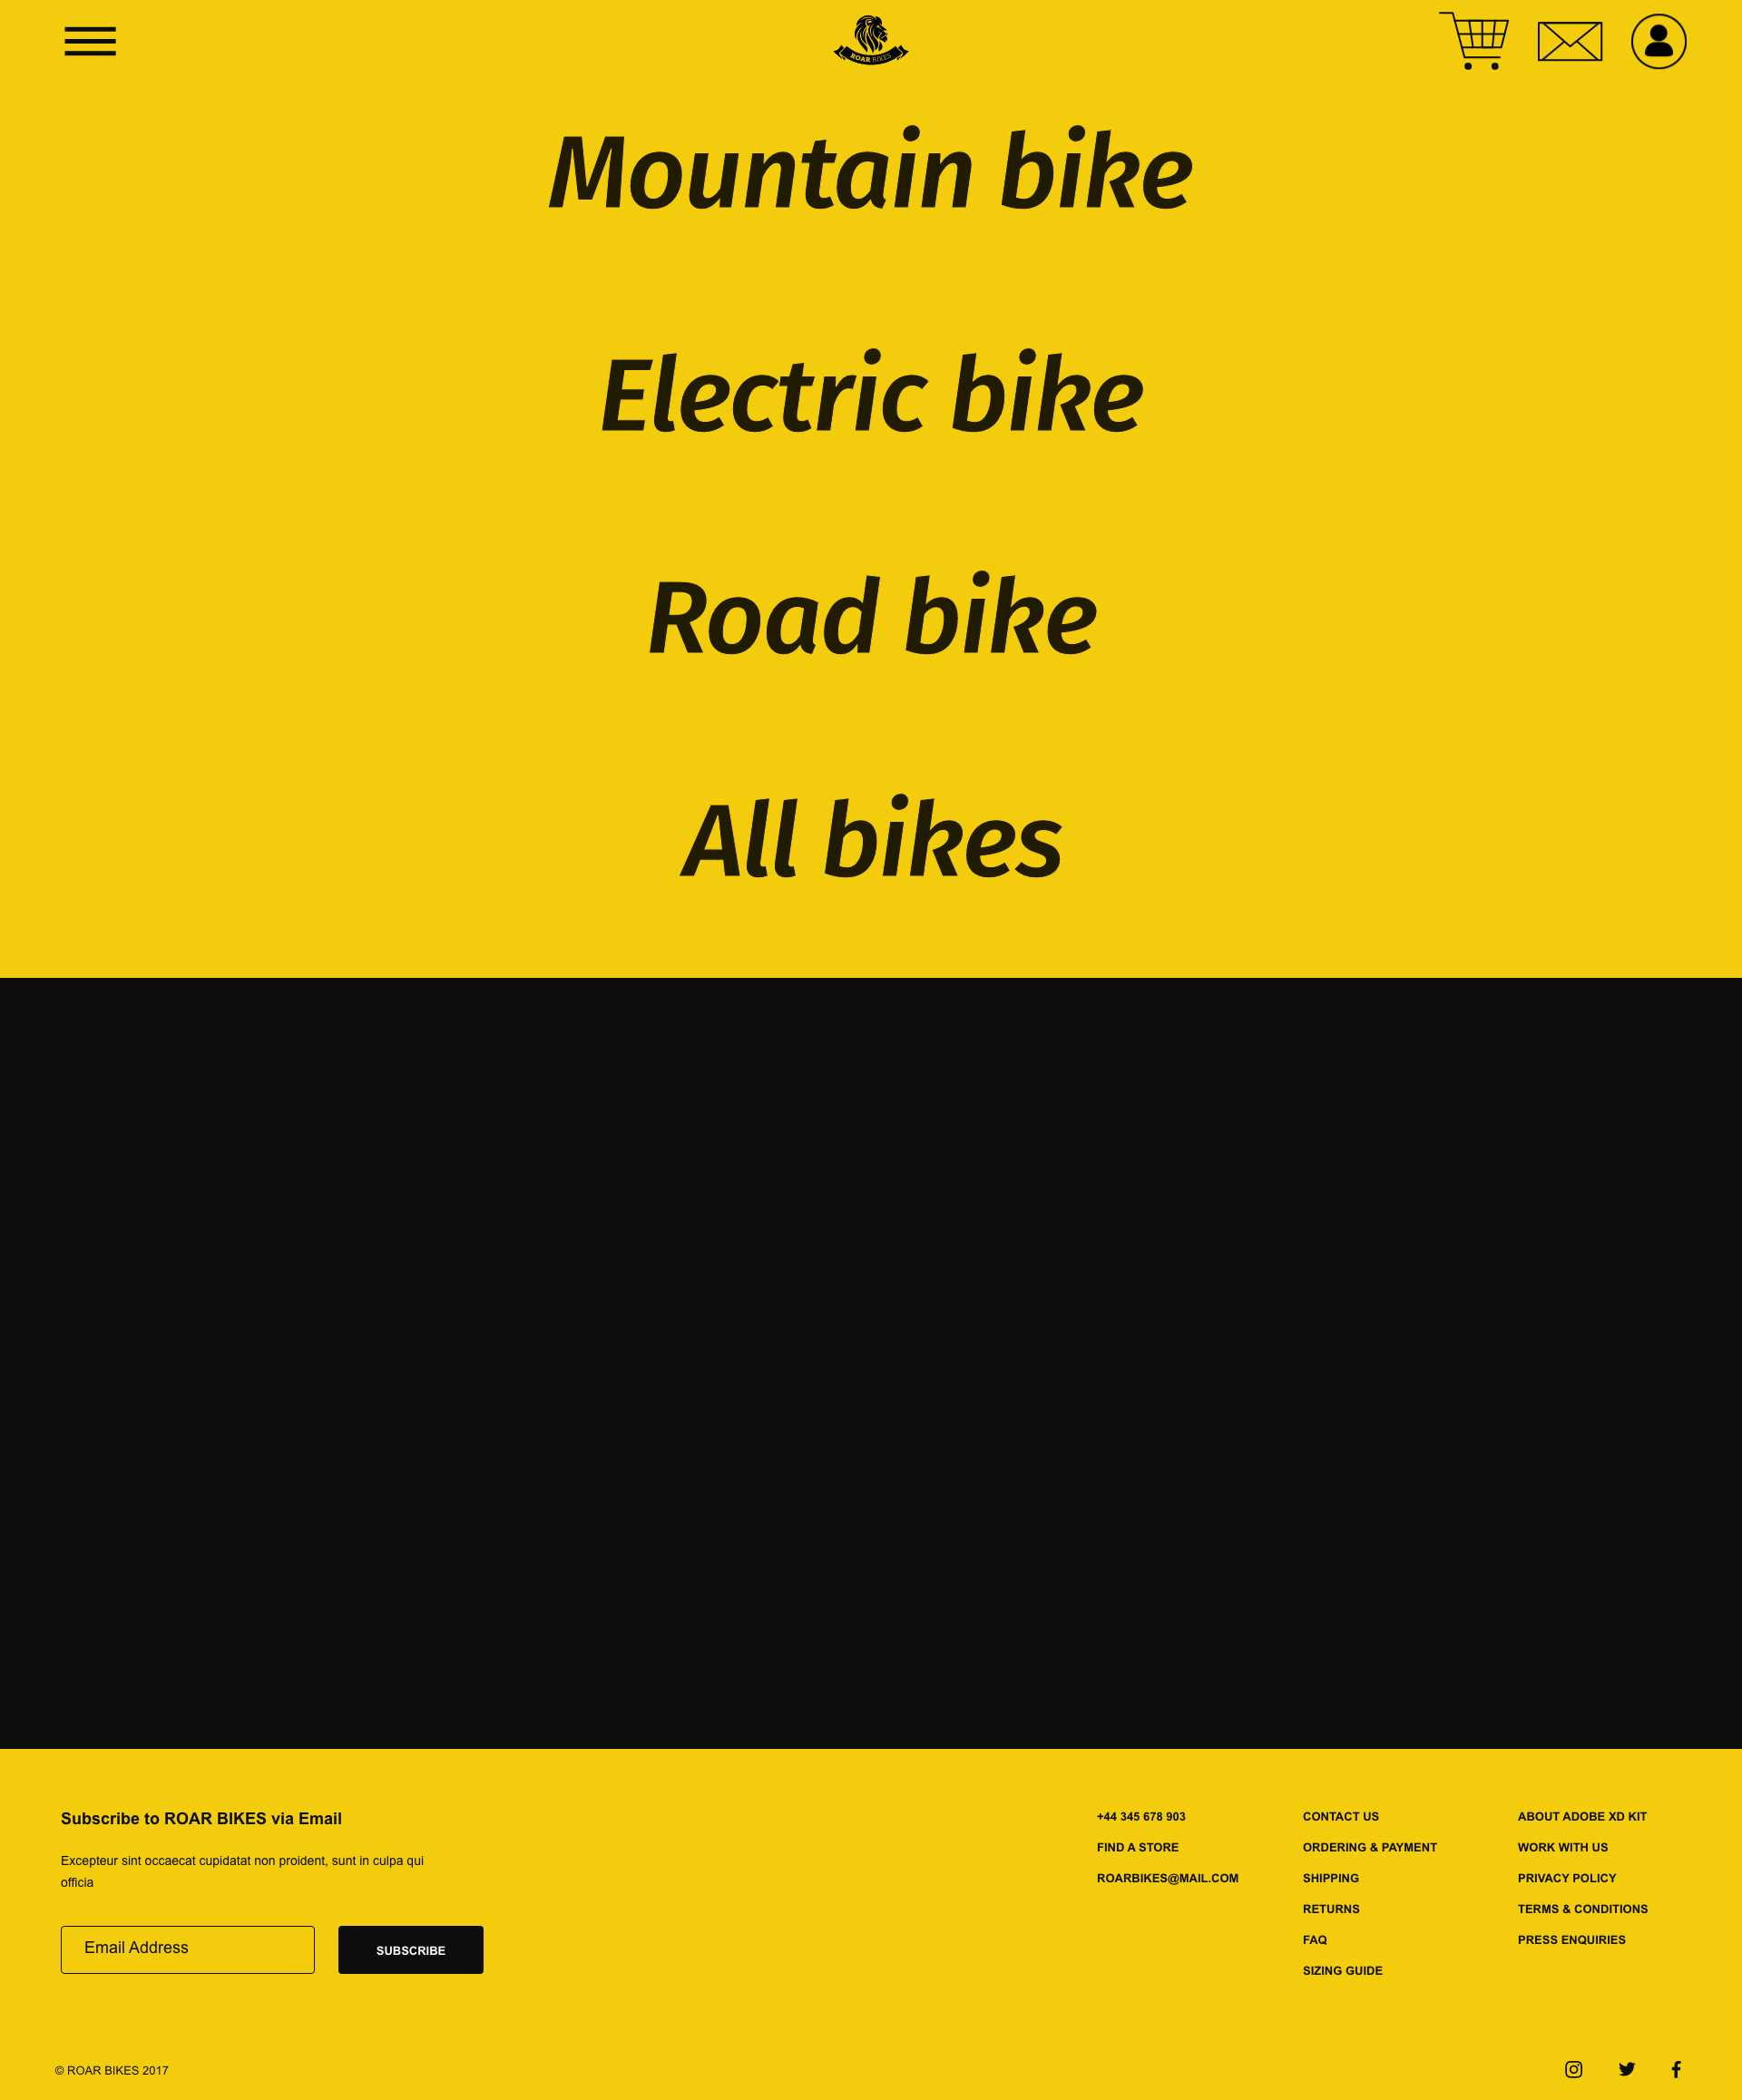 ROAR BIKES
Mountain bike
Electric bike
Road bike
All bikes
Subscribe to ROAR BIKES via Email
Excepteur sint occaecat cupidatat non proident, sunt in culpa qui
officia
Email Address
SUBSCRIBE
+44 345 678 903
FIND A STORE
ROARBIKES@MAIL.COM
CONTACT US
ORDERING & PAYMENT
SHIPPING
RETURNS
FAQ
SIZING GUIDE
ABOUT ADOBE XD KIT
WORK WITH US
PRIVACY POLICY
TERMS & CONDITIONS
PRESS ENQUIRIES
© ROAR BIKES 2017